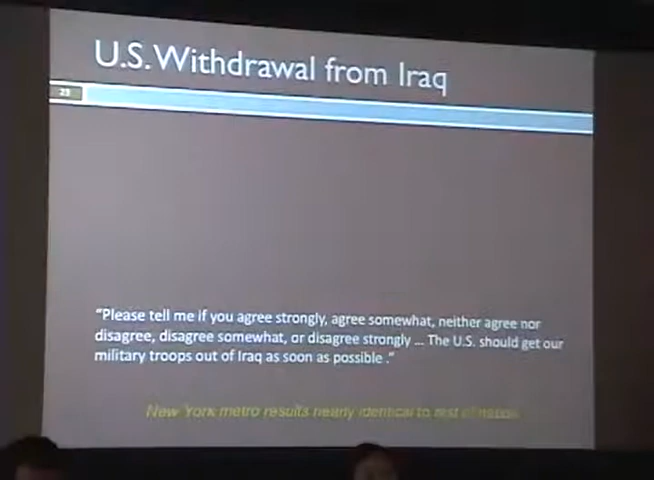 U.S. Withdrawal from Iraq
23
"Please tell me if you agree strongly, agree somewhat, neither agree nor
disagree, disagree somewhat, or disagree strongly ... The U.S. should get our
military troops out of Iraq as soon as possible ."
New York metro results nearly identical to rest of nation